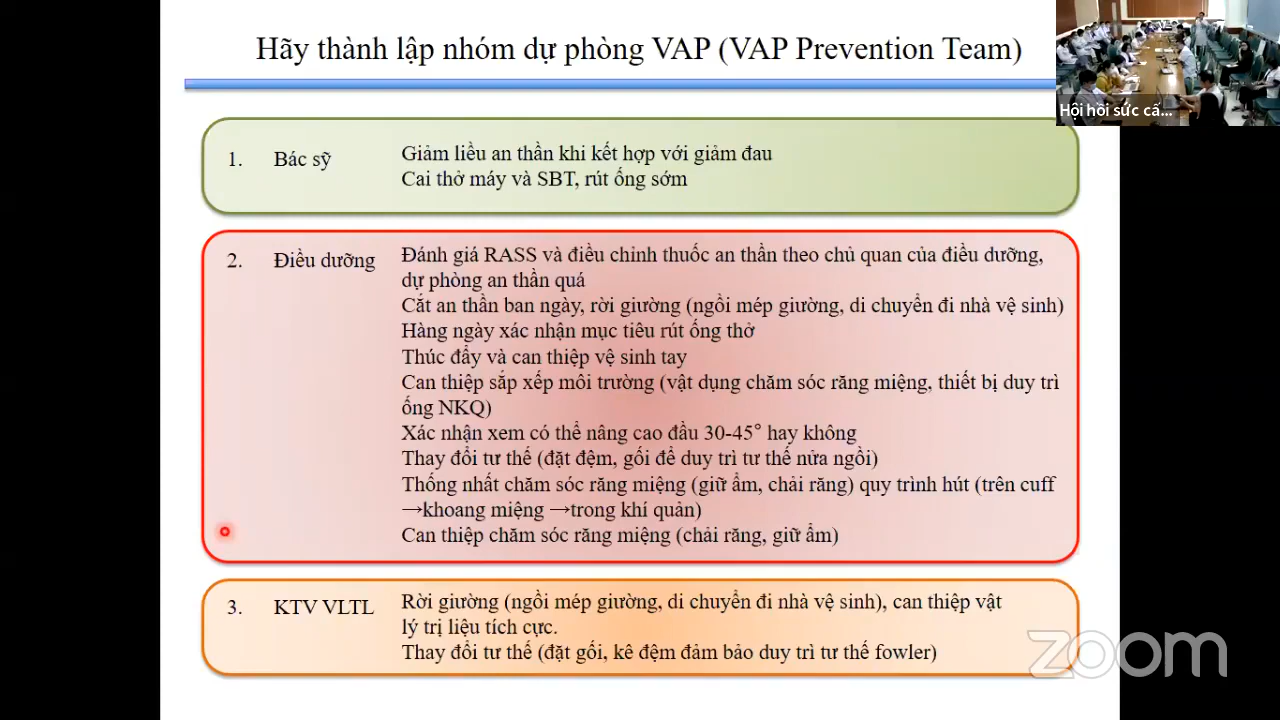 Hãy thành lập nhóm dự phòng VAP (VAP Prevention Team)
Hội hồi sức cấ...
1. Bác sỹ
Giảm liều an thần khi kết hợp với giảm đau
Cai thở máy và SBT, rút ống sớm
2. Điều dưỡng
Đánh giá RASS và điều chỉnh thuốc an thần theo chủ quan của điều dưỡng,
dự phòng an thần quá
Cắt an thần ban ngày, rời giường (ngồi mép giường, di chuyển đi nhà vệ sinh)
Hàng ngày xác nhận mục tiêu rút ống thở
Thúc đẩy và can thiệp vệ sinh tay
Can thiệp sắp xếp môi trường (vật dụng chăm sóc răng miệng, thiết bị duy trì
ống NKQ)
Xác nhận xem có thể nâng cao đầu 30-45° hay không
Thay đổi tư thế (đặt đệm, gối để duy trì tư thế nửa ngồi)
Thống nhất chăm sóc răng miệng (giữ ẩm, chải răng) quy trình hút (trên cuff
→khoang miệng →trong khí quản)
Can thiệp chăm sóc răng miệng (chải răng, giữ ẩm)
3. KTV VLTL
Rời giường (ngồi mép giường, di chuyển đi nhà vệ sinh), can thiệp vật
lý trị liệu tích cực.
Thay đổi tư thế (đặt gối, kê đệm đảm bảo duy trì tư thế fowler)
zoom